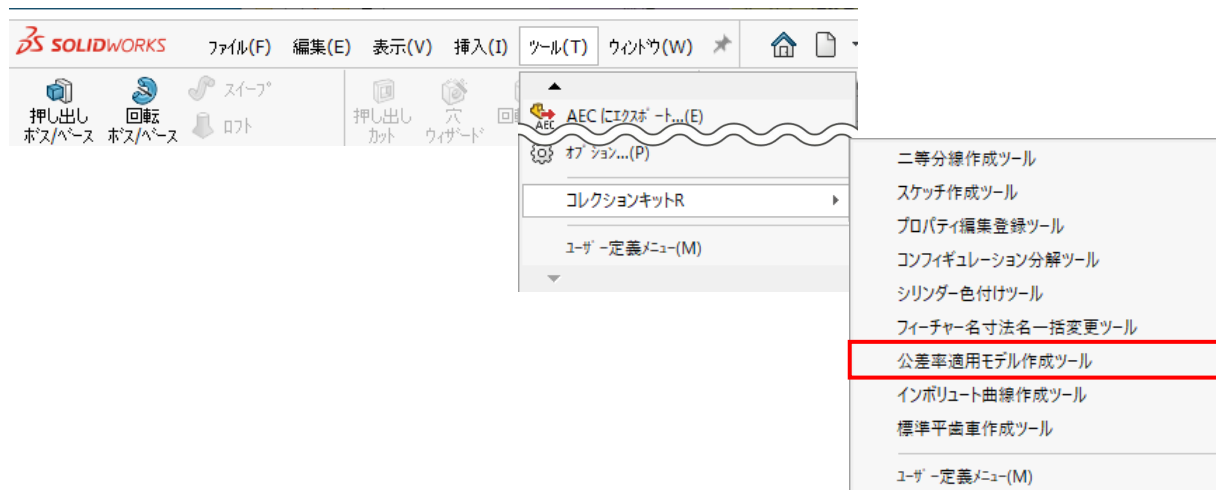 SOLIDWORKS ファイル(F) 編集(E) 表示(V) 挿入(I) ツール(T) ウィンドウ(W)
押し出し
ボス/ベース
回転
ボス/ベース
スイープ
ロフト
押し出し
カット
穴
ウィザード
AEC にエクスポート...(E)
オプション...(P)
コレクションキットR
ユーザー定義メニュー(M)
二等分線作成ツール
スケッチ作成ツール
プロパティ編集登録ツール
コンフィギュレーション分解ツール
シリンダー色付けツール
フィーチャー名寸法名一括変更ツール
公差率適用モデル作成ツール
インボリュート曲線作成ツール
標準平歯車作成ツール
ユーザー定義メニュー(M)